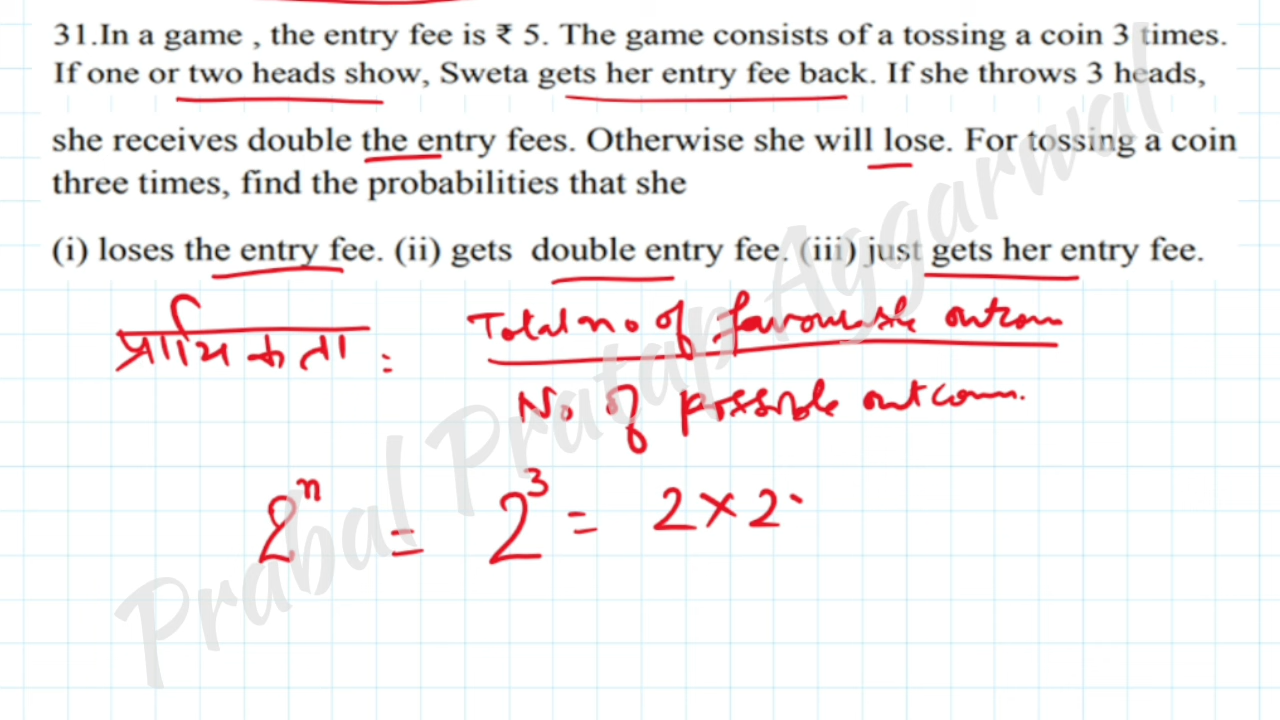 31.In a game , the entry fee is ₹ 5. The game consists of a tossing a coin 3 times.
If one or two heads show, Sweta gets her entry fee back. If she throws 3 heads,
she receives double the entry fees. Otherwise she will lose. For tossing a coin
three times, find the probabilities that she
(i) loses the entry fee. (ii) gets double entry fee. (iii) just gets her entry fee.
प्रायिकता : Total no of favourable outcom
No of possible outcom.
2ⁿ = 2³ = 2 × 2
Prabal Pratap Aggarwal